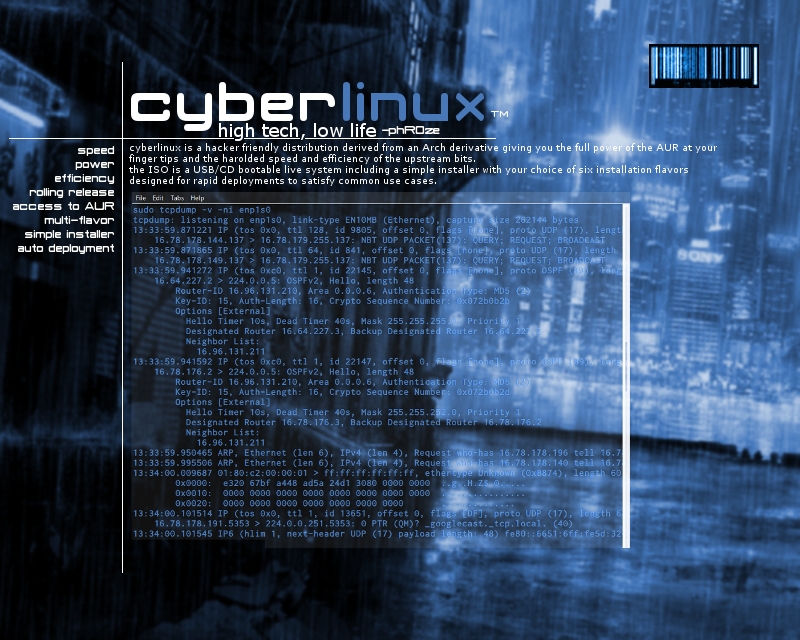 cyberlinux™
high tech, low life -phR0ze
speed
power
efficiency
rolling release
access to AUR
multi-flavor
simple installer
auto deployment
cyberlinux is a hacker friendly distribution derived from an Arch derivative giving you the full power of the AUR at your
finger tips and the harolded speed and efficiency of the upstream bits.
the ISO is a USB/CD bootable live system including a simple installer with your choice of six installation flavors
designed for rapid deployments to satisfy common use cases.
File Edit Tabs Help
sudo tcpdump -v -ni enp1s0
tcpdump: listening on enp1s0, link-type EN10MB (Ethernet), capture size 262144 bytes
13:33:59.871221 IP (tos 0x0, ttl 128, id 9805, offset 0, flags [none], proto UDP (17), length
16.78.178.144.137 > 16.78.179.255.137: NBT UDP PACKET(137): QUERY; REQUEST; BROADCAST
13:33:59.871865 IP (tos 0x0, ttl 64, id 841, offset 0, flags [none], proto UDP (17), length
16.78.178.149.137 > 16.78.179.255.137: NBT UDP PACKET(137): QUERY; REQUEST; BROADCAST
13:33:59.941272 IP (tos 0xc0, ttl 1, id 22145, offset 0, flags [none], proto OSPF (89),
16.64.227.2 > 224.0.0.5: OSPFv2, Hello, length 48
Router-ID 16.96.131.210, Area 0.0.0.6, Authentication Type: MD5 (2)
Key-ID: 15, Auth-Length: 16, Crypto Sequence Number: 0x072b0b2b
Options [External]
Hello Timer 10s, Dead Timer 40s, Mask 255.255.255. Priority 1
Designated Router 16.64.227.3, Backup Designated Router 16.64.227.2
Neighbor List:
16.96.131.211
13:33:59.941592 IP (tos 0xc0, ttl 1, id 22147, offset 0, flags [none], proto OSPF (89),
16.78.176.2 > 224.0.0.5: OSPFv2, Hello, length 48
Router-ID 16.96.131.210, Area 0.0.0.6, Authentication Type: MD5 (2)
Key-ID: 15, Auth-Length: 16, Crypto Sequence Number:
Options [External]
Hello Timer 10s, Dead Timer 40s, Mask 255.255.252.0, Priority 1
Designated Router 16.78.176.3, Backup Designated Router 16.78.176.2
Neighbor List:
16.96.131.211
13:33:59.950465 ARP, Ethernet (len 6), IPv4 (len 4), Request who-has 16.78.178.196 tell 16.7
13:33:59.995506 ARP, Ethernet (len 6), IPv4 (len 4), Request who-has 16.78.178.140 tell 16.7
13:34:00.009687 01:80:c2:00:00:01 > ff:ff:ff:ff:ff:ff, ethertype Unknown (0x8874), length 60
0x0000: e320 67bf a448 ad5a 24d1 3080 0000 0000
0x0010: 0000 0000 0000 0000 0000 0000 0000 0000 ................
0x0020: 0000 0000 0000 0000 0000 0000 0000
13:34:00.101514 IP (tos 0x0, ttl 1, id 13651, offset 0, flags [DF], proto UDP (17), length 6
16.78.178.191.5353 > 224.0.0.251.5353: 0 PTR (QM)? _googlecast._tcp.local. (40)
13:34:00.101545 IP6 (hlim 1, next-header UDP (17) payload length: 48) fe80::6651:6ff:fe5d:32